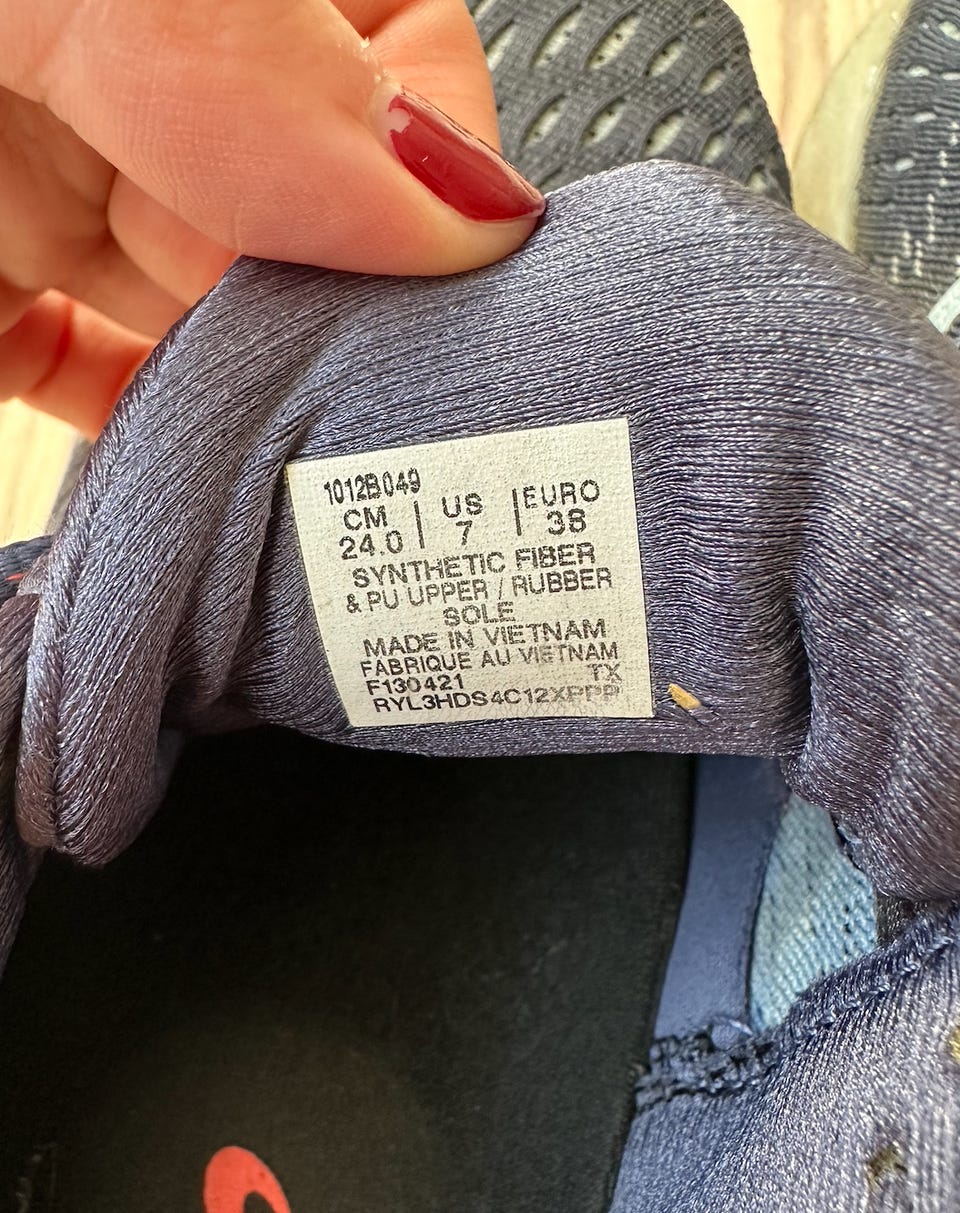 1012B049
CM | US | EURO
24.0 | 7 | 38
SYNTHETIC FIBER
& PU UPPER / RUBBER
SOLE
MADE IN VIETNAM
FABRIQUE AU VIETNAM
F130421 TX
RYL3HDS4C12XPPP